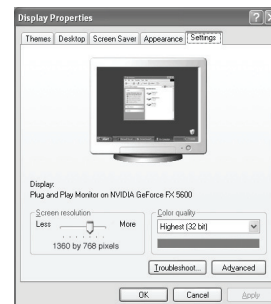 Display Properties
Themes Desktop Screen Saver Appearance Settings
Display:
Plug and Play Monitor on NVIDIA GeForce FX 5600
Screen resolution
Less More
1360 by 768 pixels
Color quality
Highest (32 bit)
Troubleshoot... Advanced
OK Cancel Apply